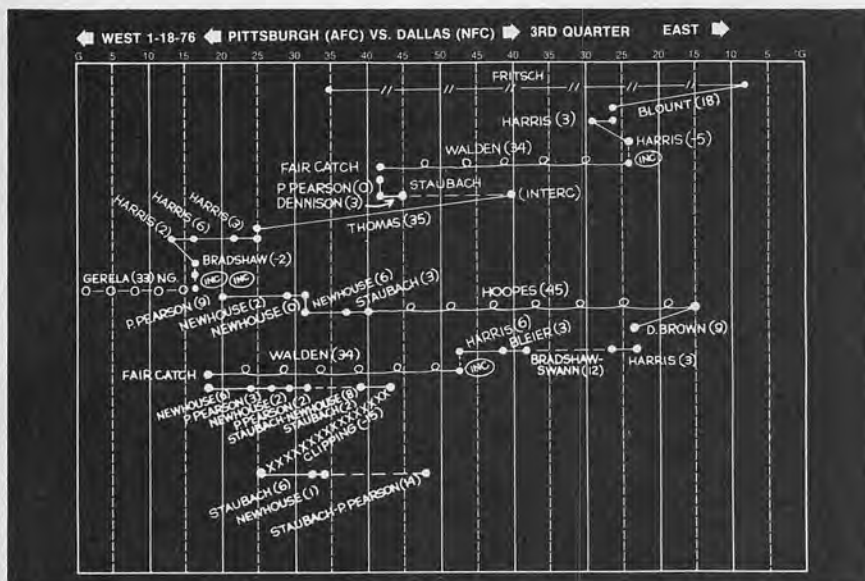 WEST 1-18-76 PITTSBURGH (AFC) VS. DALLAS (NFC) 3RD QUARTER EAST
G 5 10 15 20 25 30 35 40 45 50 45 40 35 30 25 20 15 10 5 G
FRITSCH
BLOUNT (18)
HARRIS (3)
HARRIS (-5)
WALDEN (34)
FAIR CATCH
INC
P. PEARSON (0)
STAUBACH
DENNISON (3)
(INTERC)
THOMAS (35)
HARRIS (3)
HARRIS (6)
HARRIS (2)
BRADSHAW (-2)
GERELA (33) N.G.
INC INC
P. PEARSON (9)
NEWHOUSE (2)
NEWHOUSE (0)
NEWHOUSE (6)
STAUBACH (3)
HOOPES (45)
D. BROWN (9)
HARRIS (6)
BLEIER (3)
BRADSHAW-
SWANN (12)
HARRIS (3)
WALDEN (34)
FAIR CATCH
INC
NEWHOUSE (6)
P. PEARSON (3)
NEWHOUSE (2)
P. PEARSON (2)
STAUBACH-NEWHOUSE (8)
STAUBACH (2)
XXXXXXXXXXXXXXXXX
CLIPPING (-15)
STAUBACH (6)
NEWHOUSE (1)
STAUBACH-P. PEARSON (14)